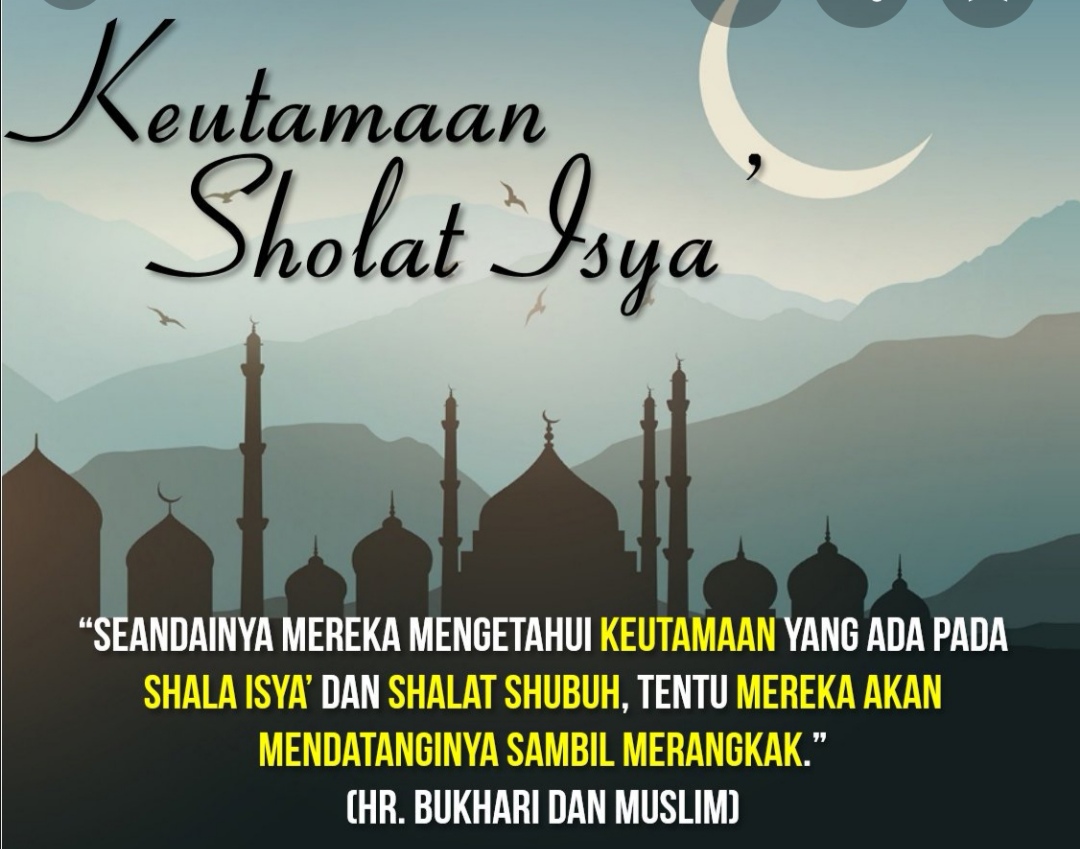 Keutamaan
Sholat Isya’
“SEANDAINYA MEREKA MENGETAHUI KEUTAMAAN YANG ADA PADA
SHALA ISYA’ DAN SHALAT SHUBUH, TENTU MEREKA AKAN
MENDATANGINYA SAMBIL MERANGKAK.”
(HR. BUKHARI DAN MUSLIM)